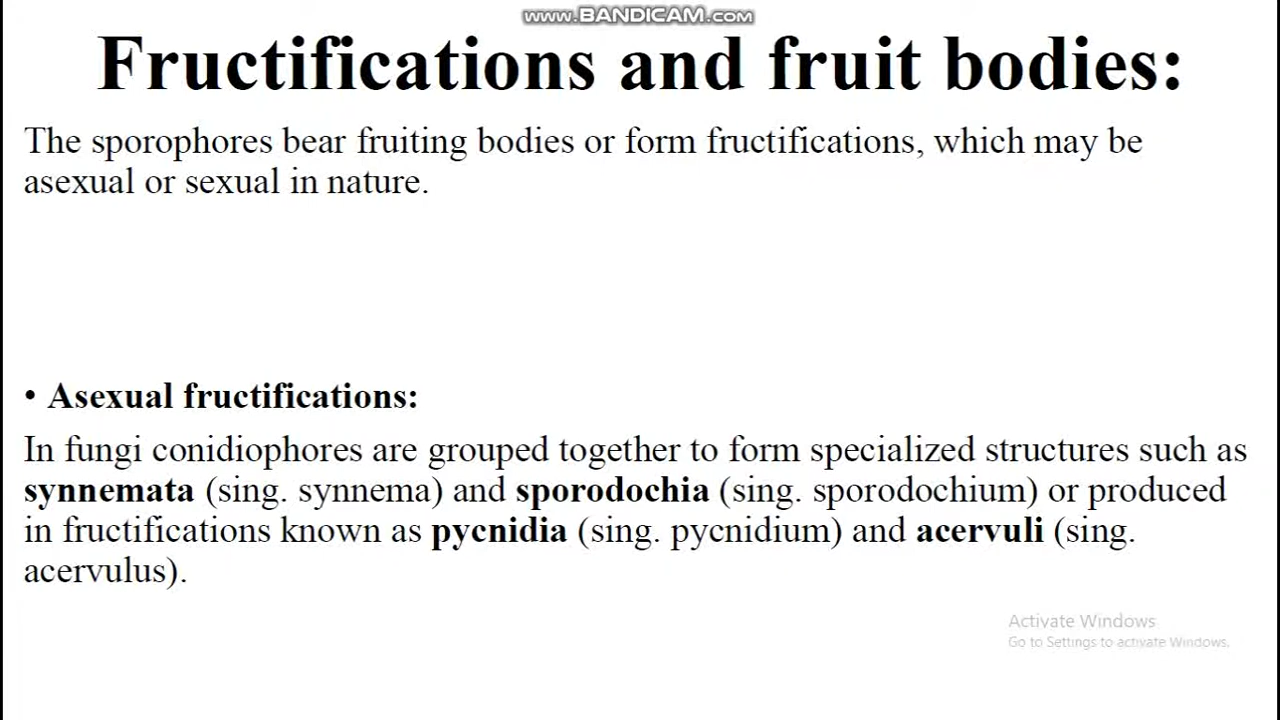 www.BANDICAM.com
Fructifications and fruit bodies:
The sporophores bear fruiting bodies or form fructifications, which may be
asexual or sexual in nature.
• Asexual fructifications:
In fungi conidiophores are grouped together to form specialized structures such as
synnemata (sing. synnema) and sporodochia (sing. sporodochium) or produced
in fructifications known as pycnidia (sing. pycnidium) and acervuli (sing.
acervulus).
Activate Windows
Go to Settings to activate Windows.